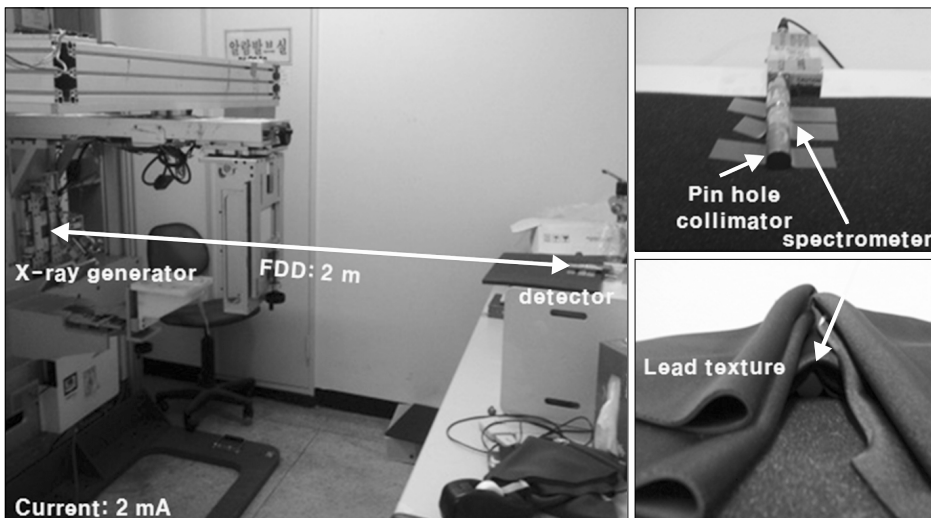 X-ray generator
FDD: 2 m
detector
Current: 2 mA
Pin hole
collimator
spectrometer
Lead texture